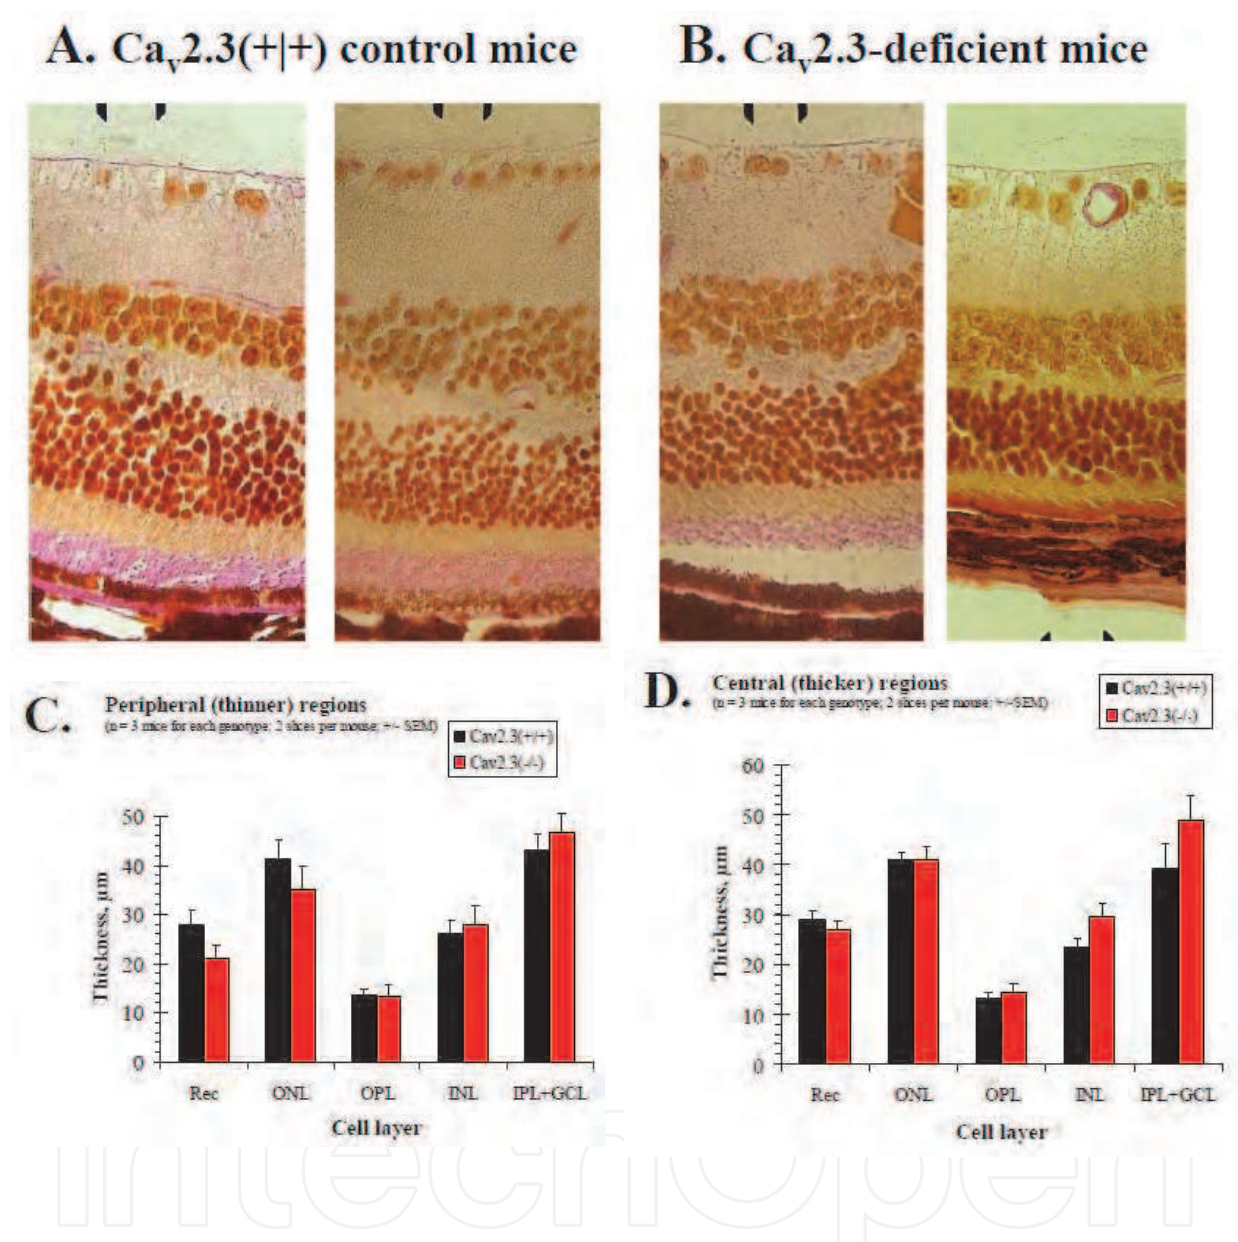 A. Cav2.3(+|+) control mice
B. Cav2.3-deficient mice
C.
Peripheral (thinner) regions
(n = 3 mice for each genotype; 2 slices per mouse; +/- SEM)
Cav2.3(+/+)
Cav2.3(-/-)
50
40
30
20
10
0
Thickness, µm
Rec ONL OPL INL IPL+GCL
Cell layer
D.
Central (thicker) regions
(n = 3 mice for each genotype; 2 slices per mouse; +/-SEM)
Cav2.3(+/+)
Cav2.3(-/-)
60
50
40
30
20
10
0
Thickness, µm
Rec ONL OPL INL IPL+GCL
Cell layer
intechopen